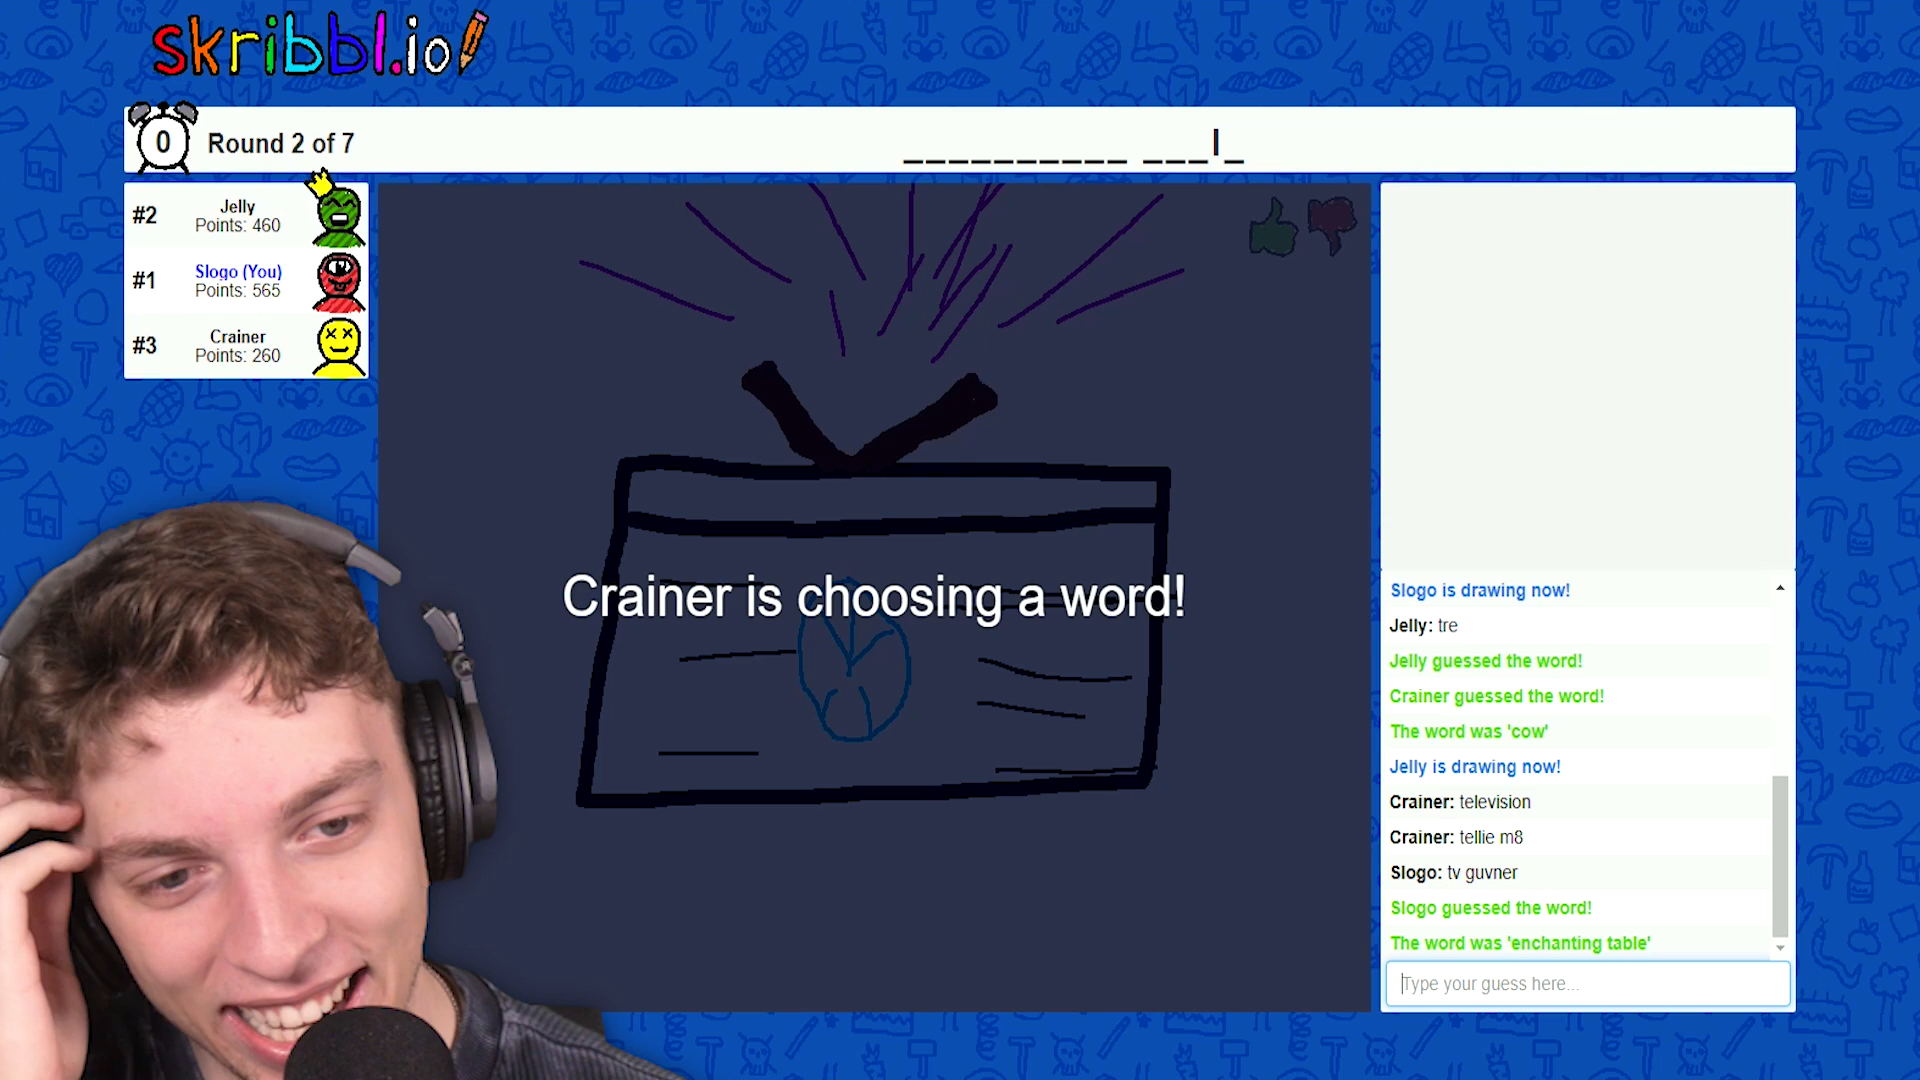 skribbl.io
0
Round 2 of 7
__________ ___l_
#2
Jelly
Points: 460
#1
Slogo (You)
Points: 565
#3
Crainer
Points: 260
Crainer is choosing a word!
Slogo is drawing now!
Jelly: tre
Jelly guessed the word!
Crainer guessed the word!
The word was 'cow'
Jelly is drawing now!
Crainer: television
Crainer: tellie m8
Slogo: tv guvner
Slogo guessed the word!
The word was 'enchanting table'
Type your guess here...